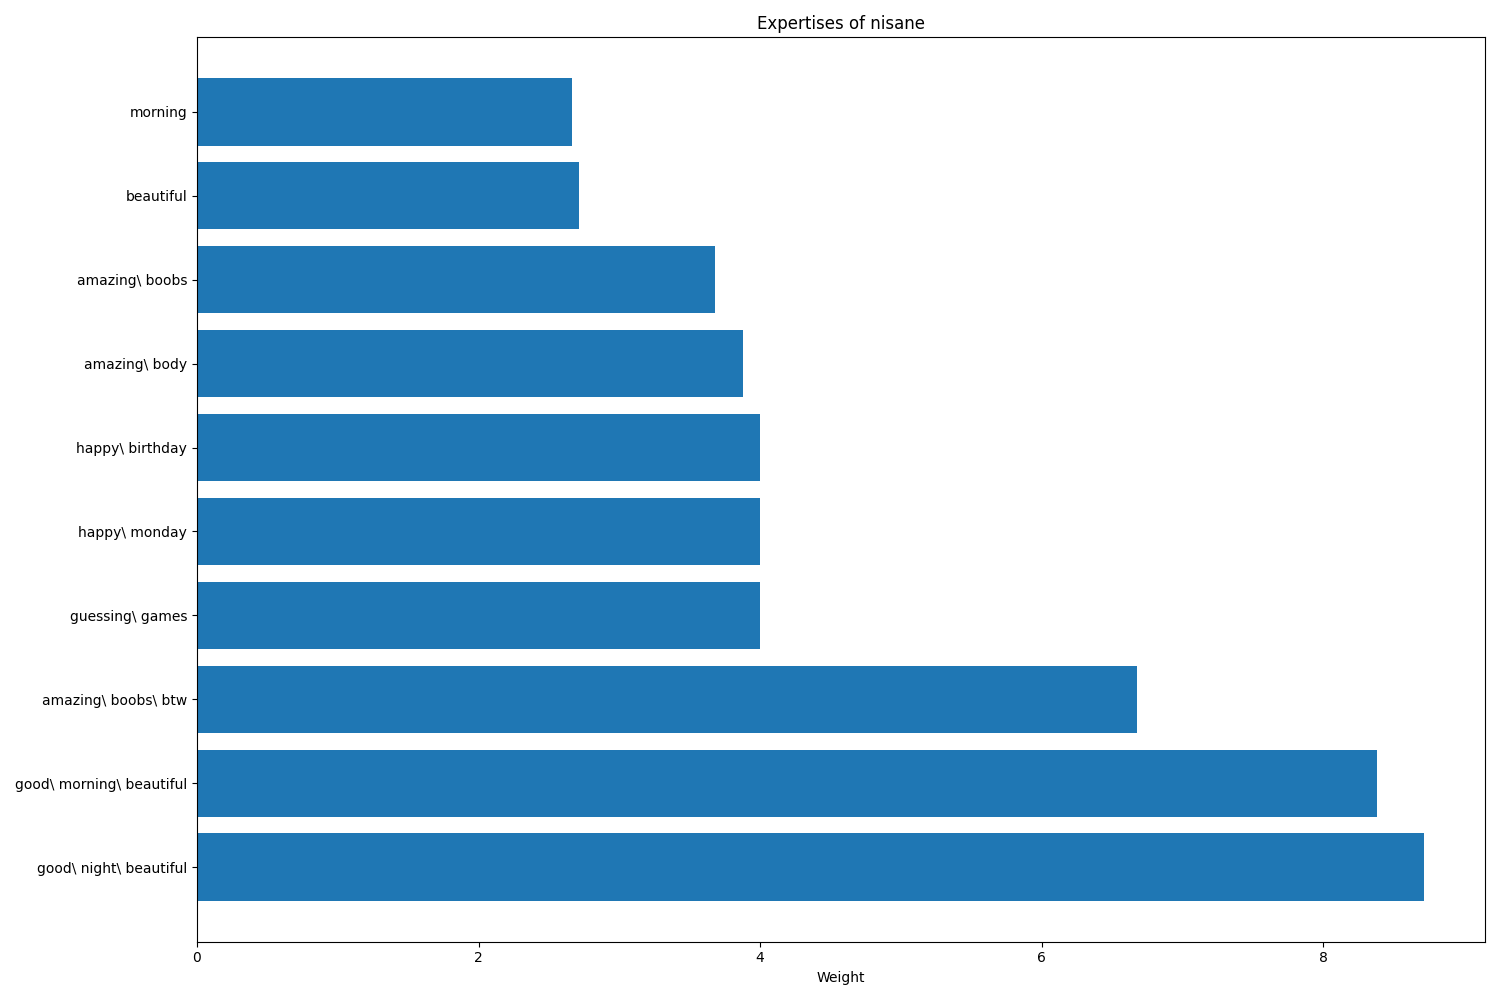 Expertises of nisane
morning
beautiful
amazing\ boobs
amazing\ body
happy\ birthday
happy\ monday
guessing\ games
amazing\ boobs\ btw
good\ morning\ beautiful
good\ night\ beautiful
0 2 4 6 8
Weight